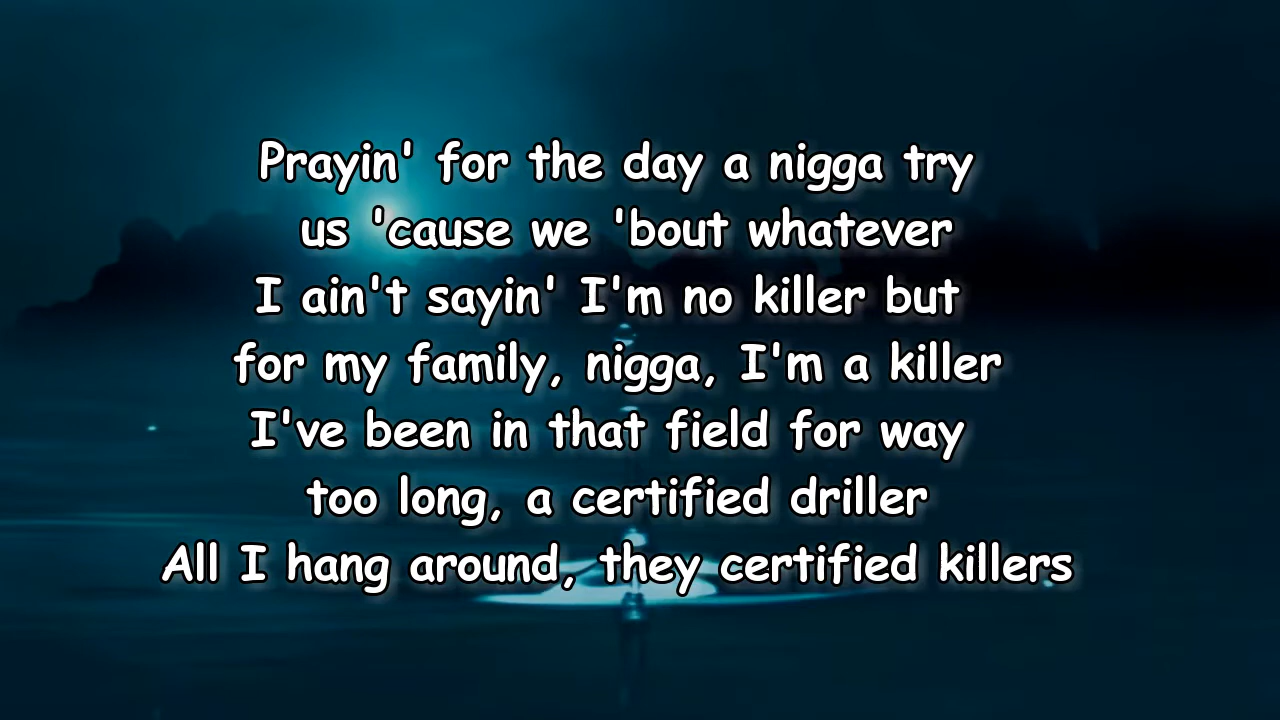 Prayin' for the day a nigga try
us 'cause we 'bout whatever
I ain't sayin' I'm no killer but
for my family, nigga, I'm a killer
I've been in that field for way
too long, a certified driller
All I hang around, they certified killers